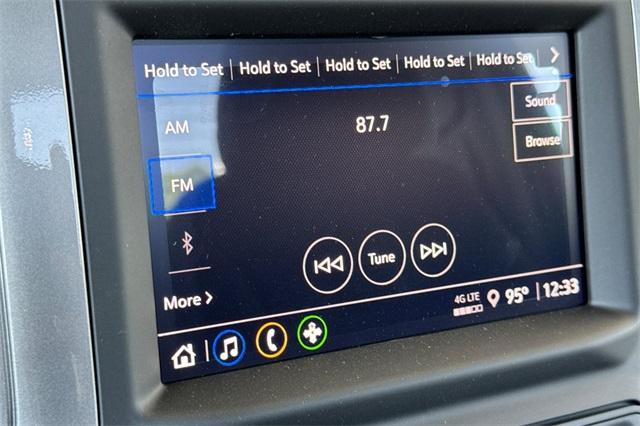 Hold to Set Hold to Set Hold to Set Hold to Set Hold to Set
AM 87.7 Sound
Browse
FM
Tune
More
4G LTE 95° 12:33